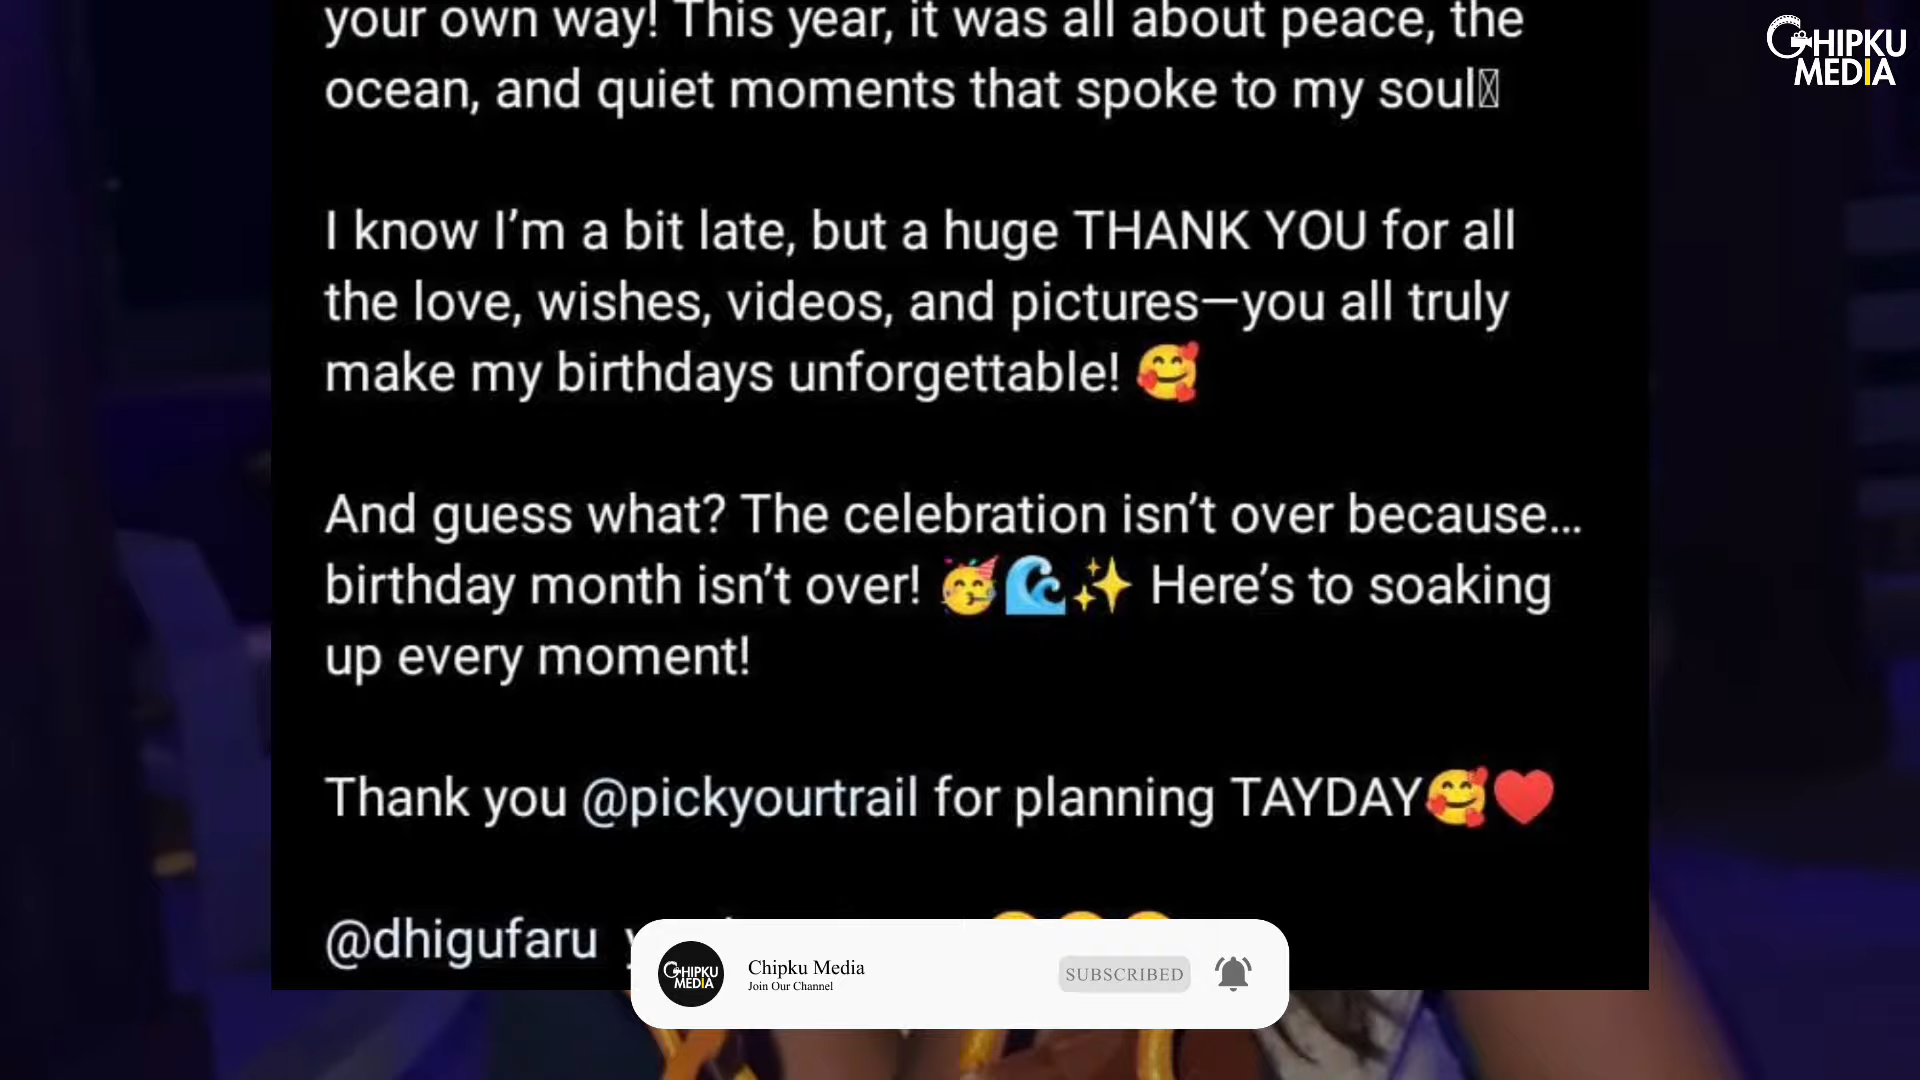 your own way! This year, it was all about peace, the
ocean, and quiet moments that spoke to my soul
I know I’m a bit late, but a huge THANK YOU for all
the love, wishes, videos, and pictures—you all truly
make my birthdays unforgettable! 🥰
And guess what? The celebration isn’t over because...
birthday month isn’t over! 🥳🌊✨ Here’s to soaking
up every moment!
Thank you @pickyourtrail for planning TAYDAY🥰❤️
@dhigufaru
CHIPKU
MEDIA
CHIPKU
MEDIA
Chipku Media
Join Our Channel
SUBSCRIBED